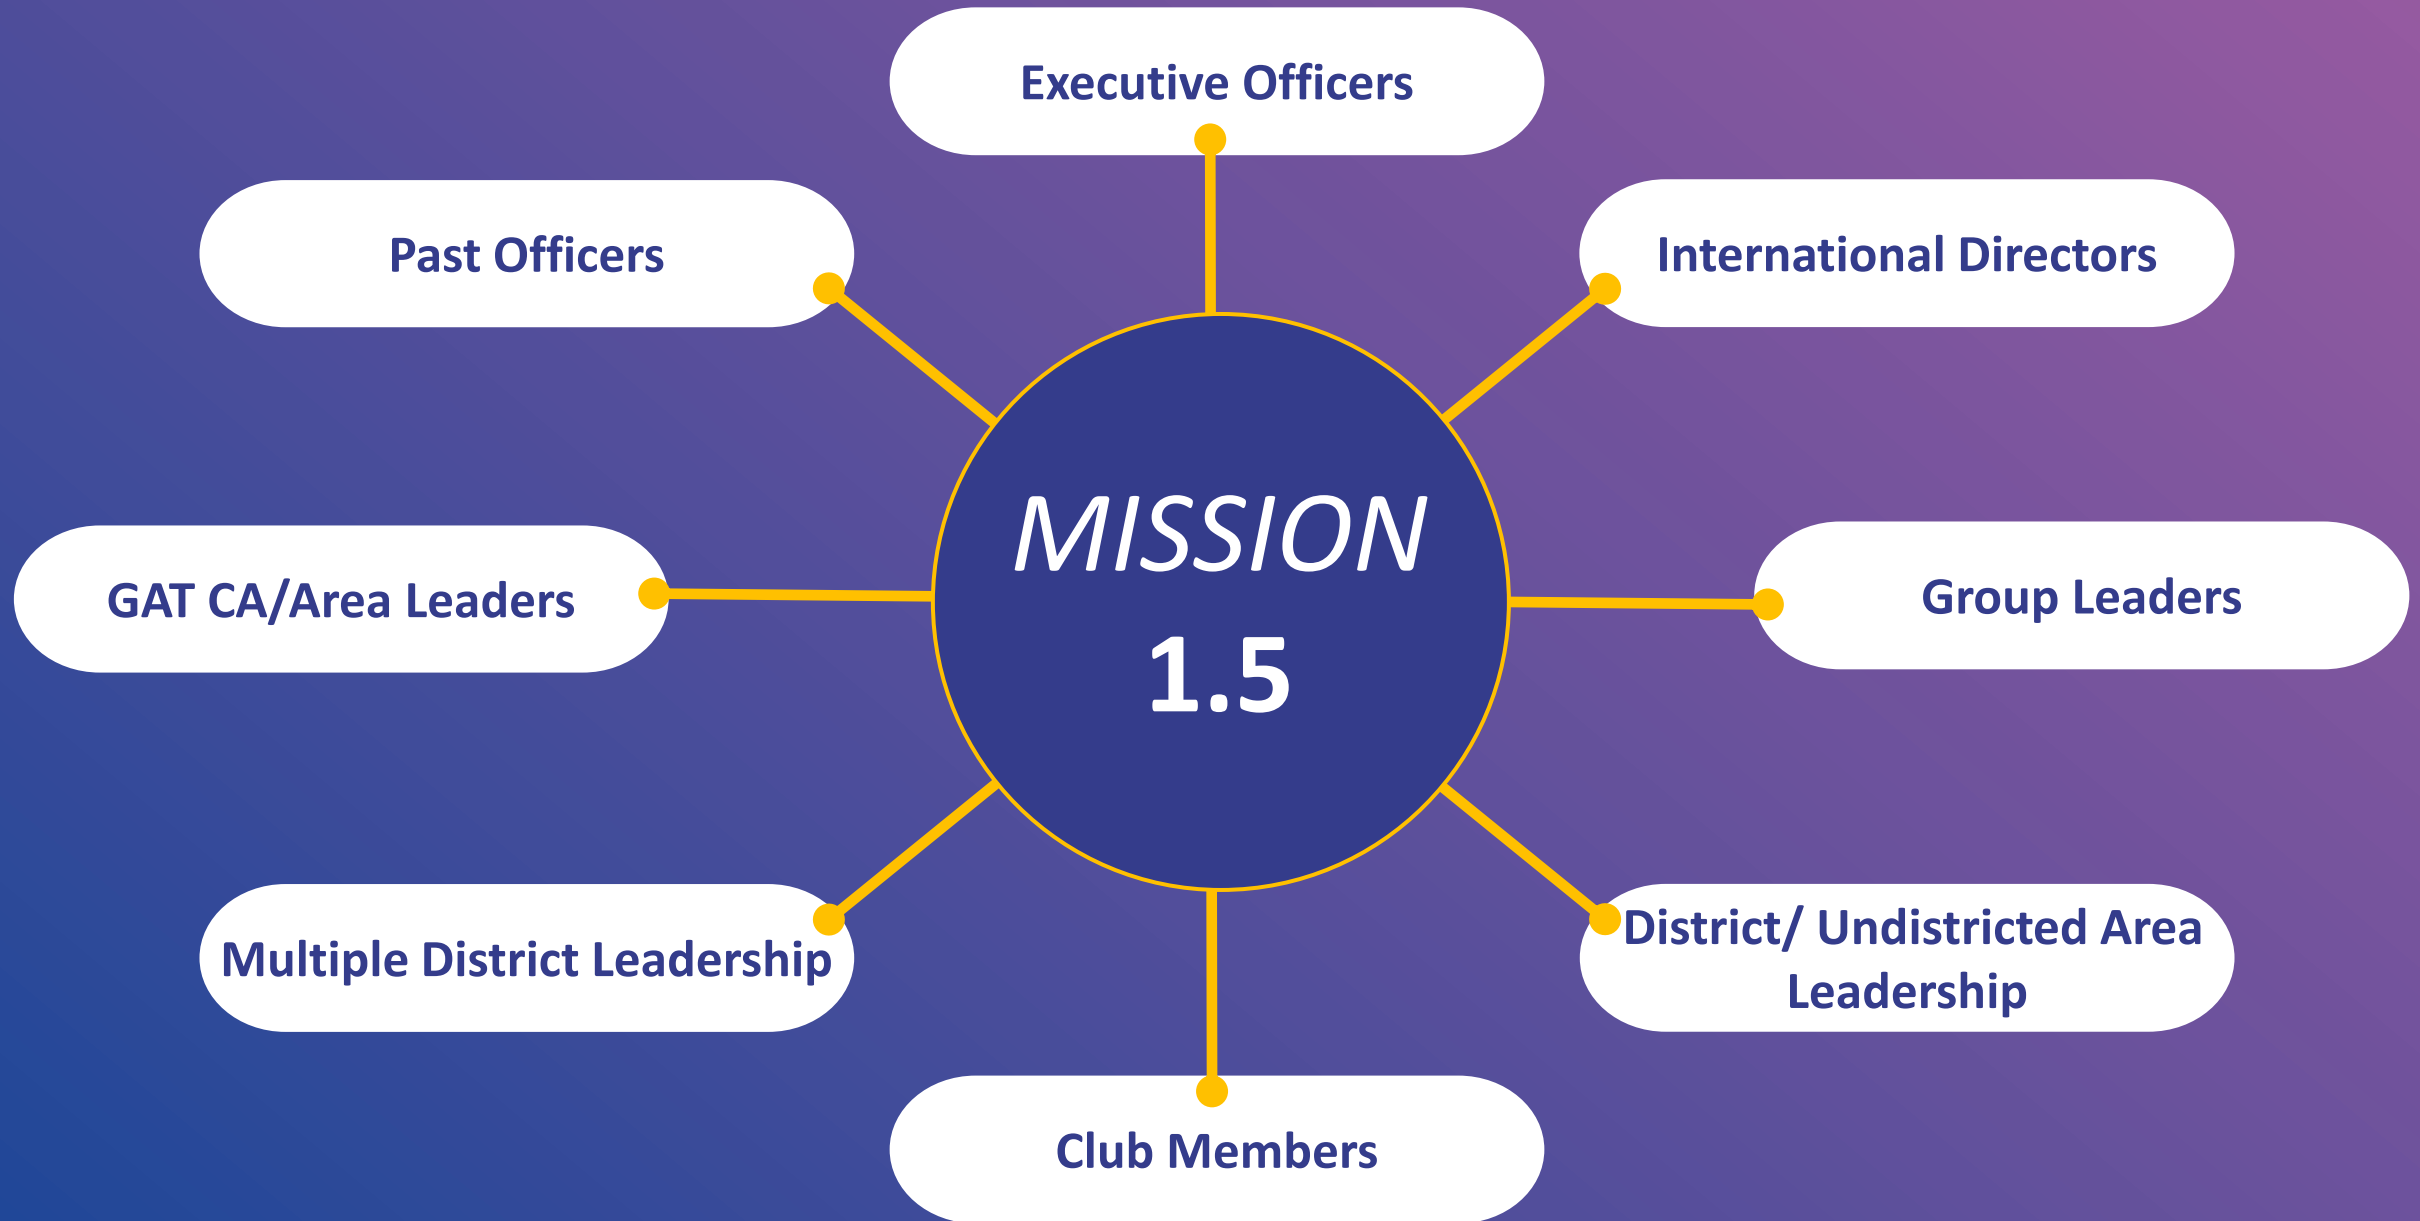 Executive Officers
Past Officers
International Directors
MISSION
1.5
GAT CA/Area Leaders
Group Leaders
Multiple District Leadership
District/ Undistricted Area
Leadership
Club Members